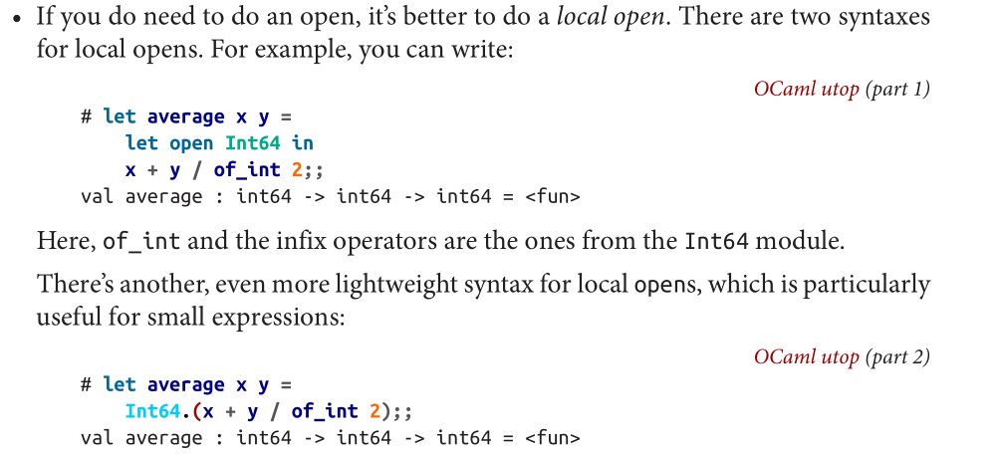 • If you do need to do an open, it’s better to do a local open. There are two syntaxes
for local opens. For example, you can write:
OCaml utop (part 1)
# let average x y =
let open Int64 in
x + y / of_int 2;;
val average : int64 -> int64 -> int64 = <fun>
Here, of_int and the infix operators are the ones from the Int64 module.
There’s another, even more lightweight syntax for local opens, which is particularly
useful for small expressions:
OCaml utop (part 2)
# let average x y =
Int64.(x + y / of_int 2);;
val average : int64 -> int64 -> int64 = <fun>